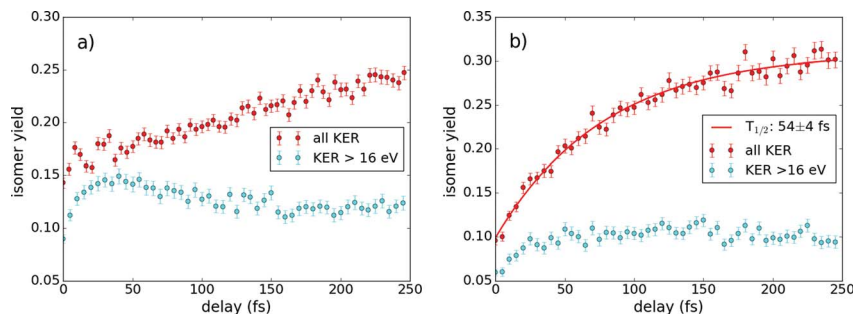 a)
isomer yield
0.30
0.25
0.20
0.15
0.10
0.05
all KER
KER > 16 eV
0
50
100
150
200
250
delay (fs)
b)
isomer yield
0.35
0.30
0.25
0.20
0.15
0.10
0.05
T1/2: 54±4 fs
all KER
KER >16 eV
0
50
100
150
200
250
delay (fs)